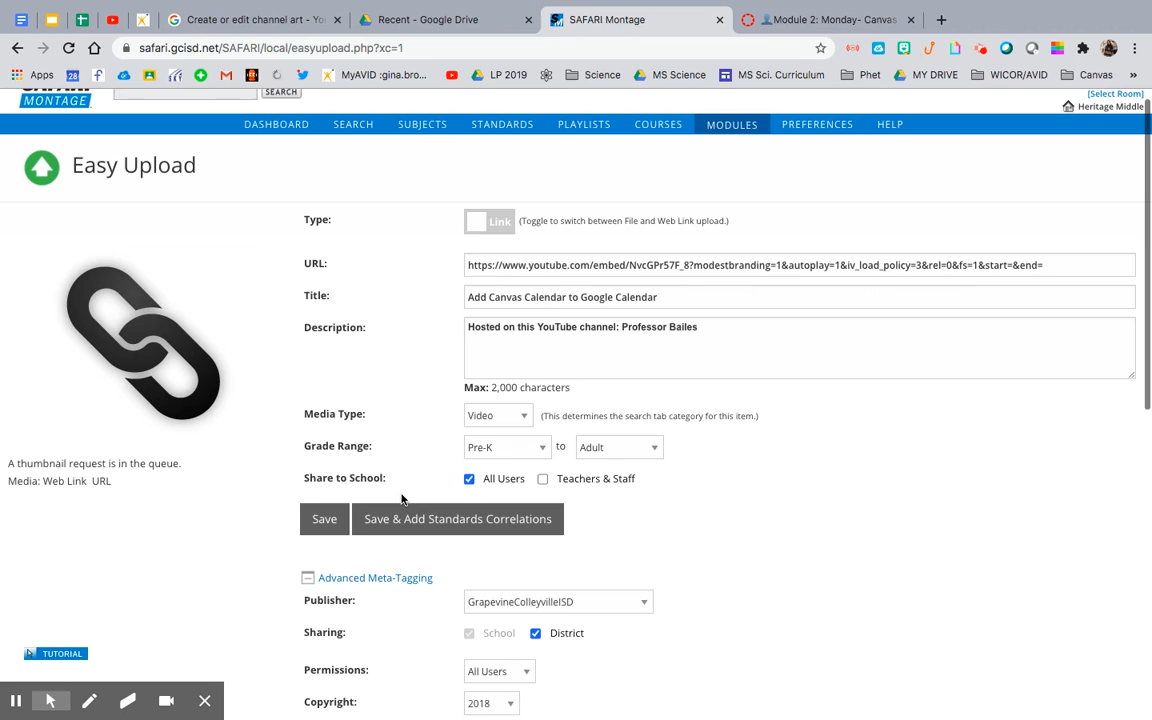 Create or edit channel art - Yo
Recent - Google Drive
SAFARI Montage
Module 2: Monday- Canvas
safari.gcisd.net/SAFARI/local/easyupload.php?xc=1
Apps
28
MyAVID :gina.bro...
LP 2019
Science
MS Science
MS Sci. Curriculum
Phet
MY DRIVE
WICOR/AVID
Canvas
»
MONTAGE
SEARCH
[Select Room]
Heritage Middle
DASHBOARD SEARCH SUBJECTS STANDARDS PLAYLISTS COURSES MODULES PREFERENCES HELP
Easy Upload
Type: Link (Toggle to switch between File and Web Link upload.)
URL: https://www.youtube.com/embed/NvcGPr57F_8?modestbranding=1&autoplay=1&iv_load_policy=3&rel=0&fs=1&start=&end=
Title: Add Canvas Calendar to Google Calendar
Description: Hosted on this YouTube channel: Professor Bailes
Max: 2,000 characters
Media Type: Video (This determines the search tab category for this item.)
Grade Range: Pre-K to Adult
A thumbnail request is in the queue.
Media: Web Link URL
Share to School: All Users Teachers & Staff
Save Save & Add Standards Correlations
Advanced Meta-Tagging
Publisher: GrapevineColleyvilleISD
Sharing: School District
TUTORIAL
Permissions: All Users
Copyright: 2018